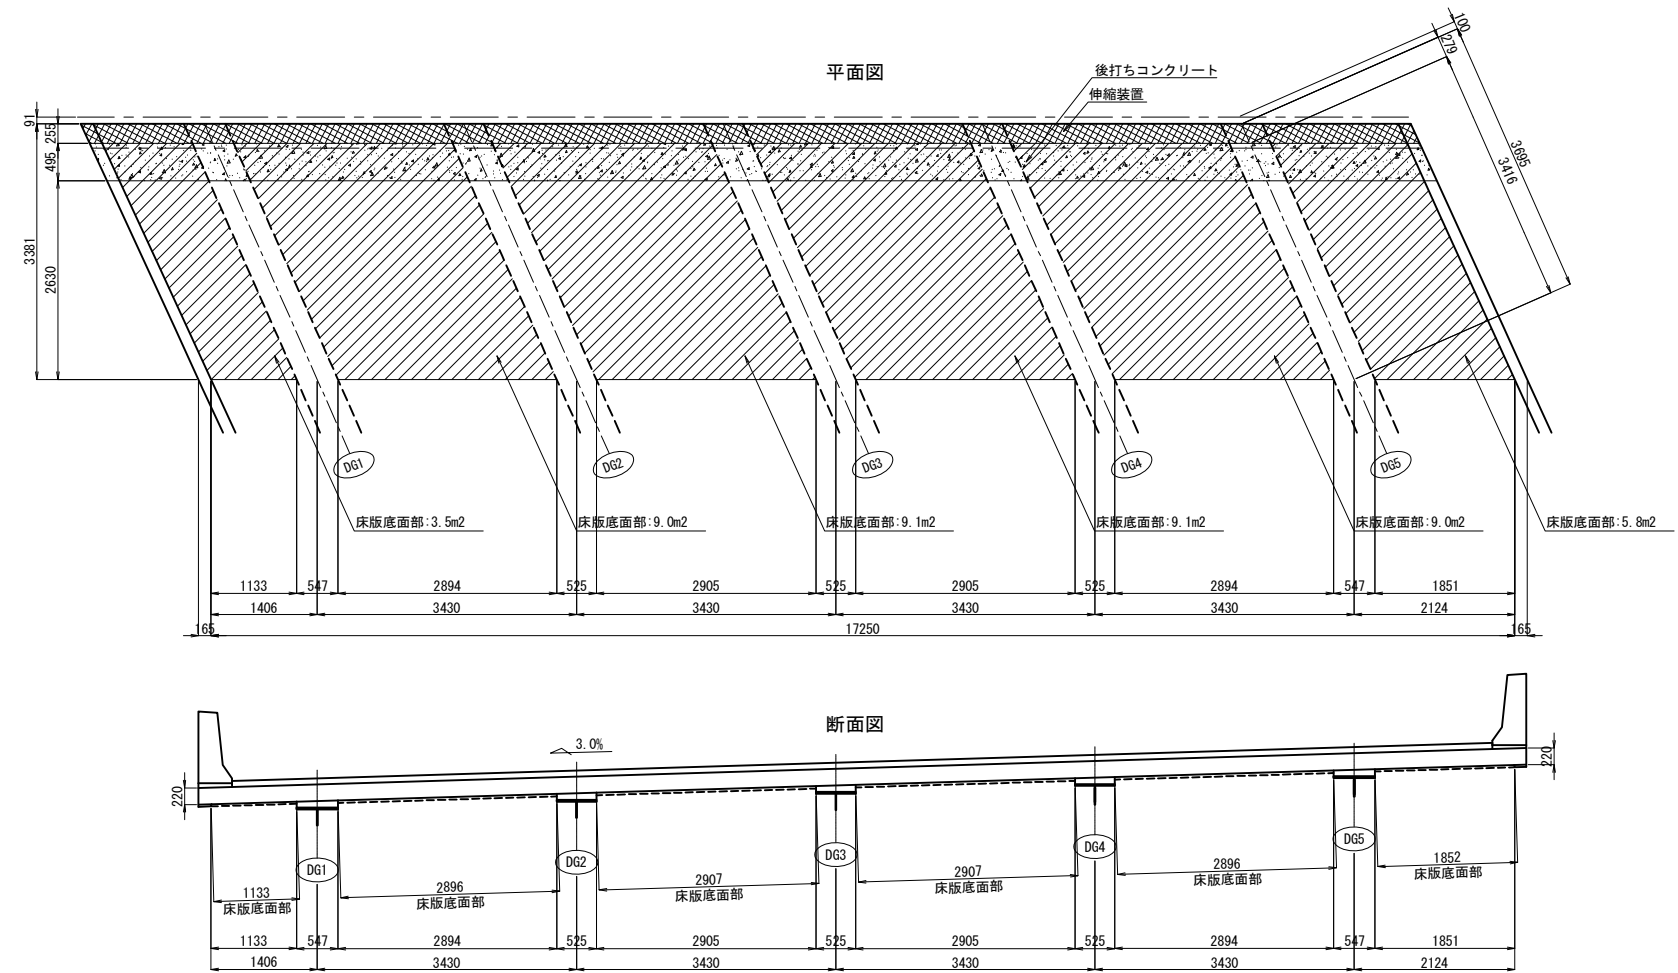 平面図
後打ちコンクリート
伸縮装置
100
279
3695
3416
91
255
495
3381
2630
DG1
DG2
DG3
DG4
DG5
床版底面部:3.5m2
床版底面部:9.0m2
床版底面部:9.1m2
床版底面部:9.1m2
床版底面部:9.0m2
床版底面部:5.8m2
1133 547 2894 525 2905 525 2905 525 2894 547 1851
1406 3430 3430 3430 3430 2124
165 17250 165
断面図
3.0%
220
220
DG1
DG2
DG3
DG4
DG5
1133
床版底面部
2896
床版底面部
2907
床版底面部
2907
床版底面部
2896
床版底面部
1852
床版底面部
1133 547 2894 525 2905 525 2905 525 2894 547 1851
1406 3430 3430 3430 3430 2124